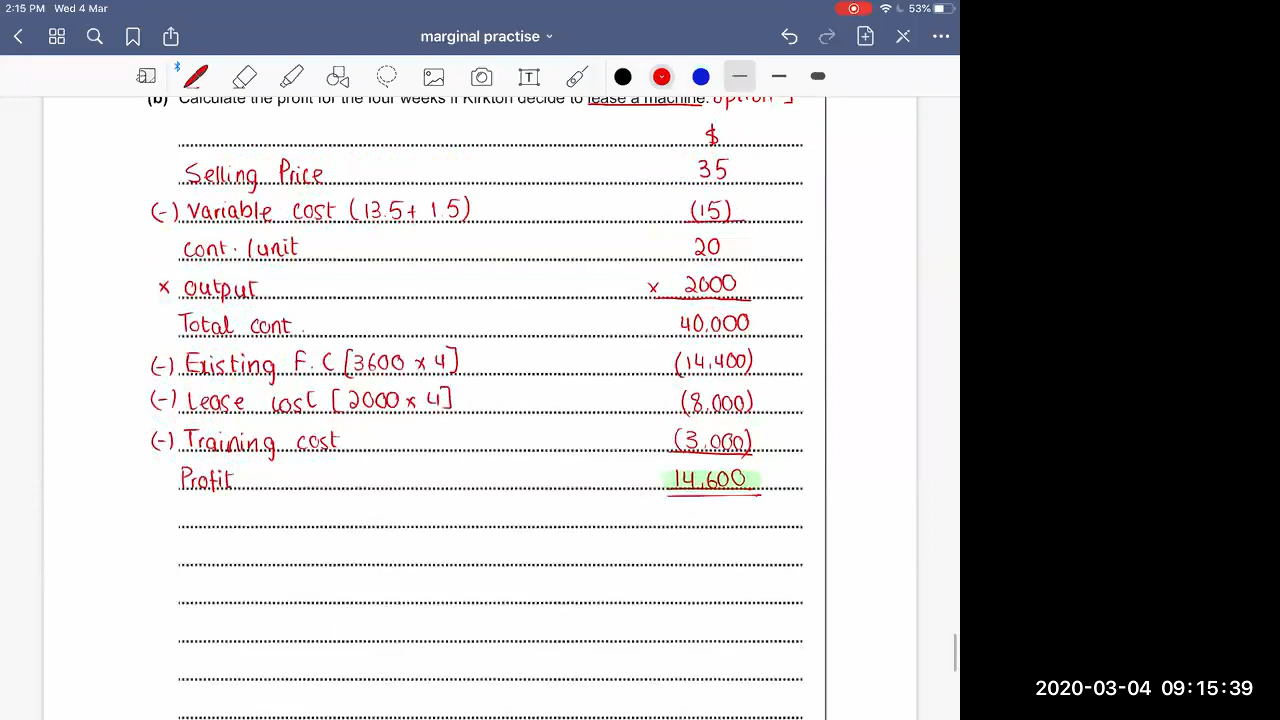 2:15 PM Wed 4 Mar
53%
marginal practise
(b) Calculate the profit for the four weeks if Kirkton decide to lease a machine. option
$
Selling Price 35
(-) Variable cost (13.5+ 1.5) (15)
cont. /unit 20
x output x 2000
Total cont. 40,000
(-) Existing F.C [3600 x 4] (14,400)
(-) Lease cost [2000 x 4] (8,000)
(-) Training cost (3,000)
Profit 14,600
2020-03-04 09:15:39